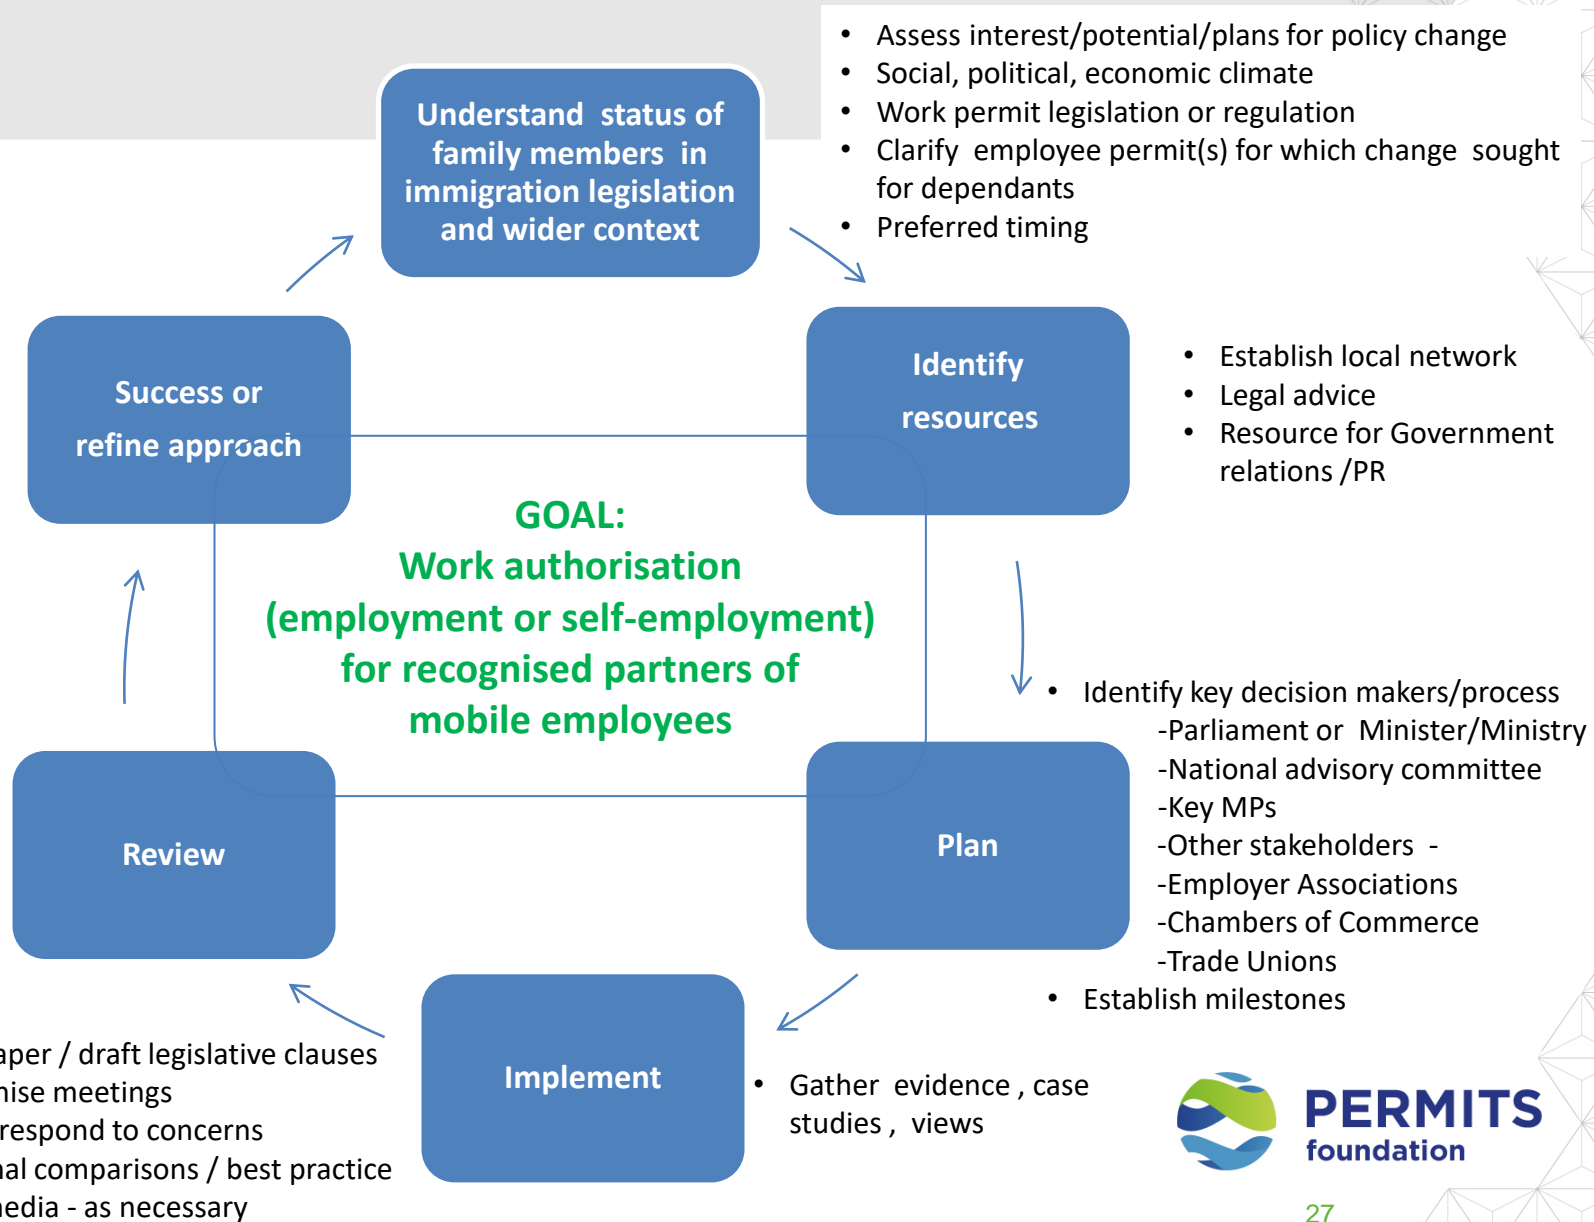 Understand status of
family members in
immigration legislation
and wider context
• Assess interest/potential/plans for policy change
• Social, political, economic climate
• Work permit legislation or regulation
• Clarify employee permit(s) for which change sought
for dependants
• Preferred timing
Identify
resources
• Establish local network
• Legal advice
• Resource for Government
relations /PR
Success or
refine approach
GOAL:
Work authorisation
(employment or self-employment)
for recognised partners of
mobile employees
Plan
• Identify key decision makers/process
-Parliament or Minister/Ministry
-National advisory committee
-Key MPs
-Other stakeholders -
-Employer Associations
-Chambers of Commerce
-Trade Unions
• Establish milestones
Review
Implement
• Gather evidence , case
studies , views
/ draft legislative clauses
meetings
respond to concerns
comparisons / best practice
- as necessary
PERMITS
foundation
27